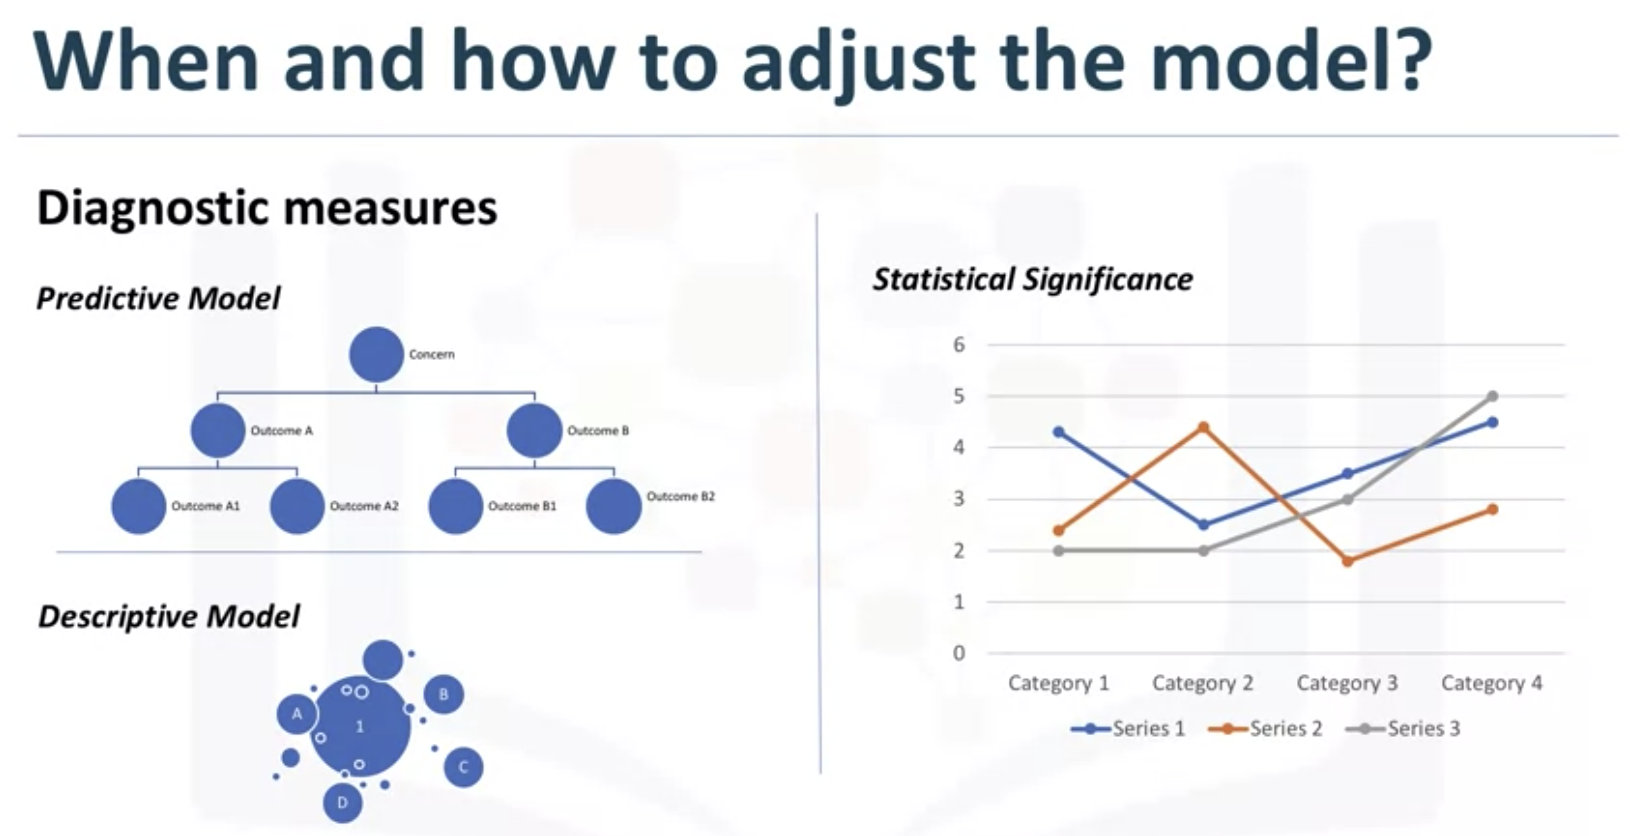 When and how to adjust the model?
Diagnostic measures
Predictive Model
Concern
Outcome A
Outcome B
Outcome A1
Outcome A2
Outcome B1
Outcome B2
Descriptive Model
B
A
1
C
D
Statistical Significance
6
5
4
3
2
1
0
Category 1 Category 2 Category 3 Category 4
Series 1 Series 2 Series 3